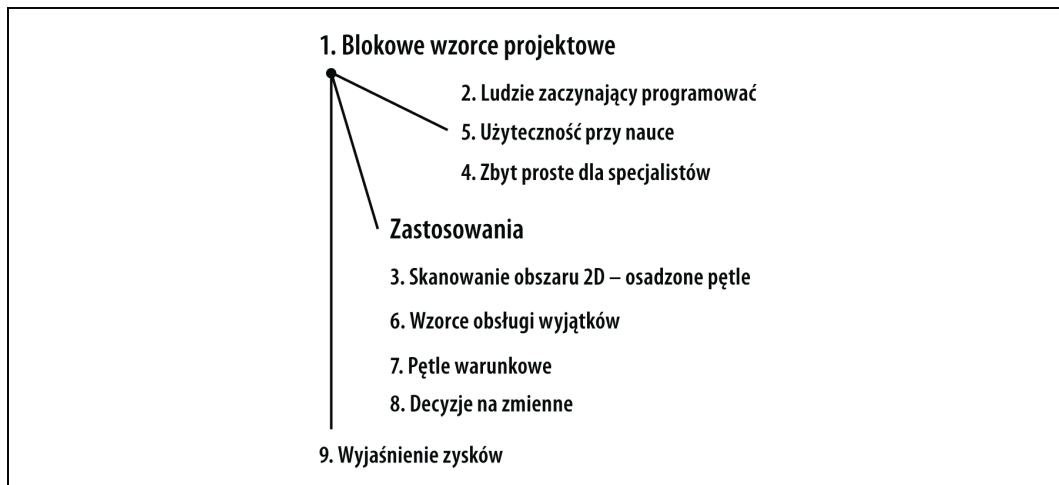 1. Blokowe wzorce projektowe
2. Ludzie zaczynający programować
5. Użyteczność przy nauce
4. Zbyt proste dla specjalistów
Zastosowania
3. Skanowanie obszaru 2D – osadzone pętle
6. Wzorce obsługi wyjątków
7. Pętle warunkowe
8. Decyzje na zmienne
9. Wyjaśnienie zysków